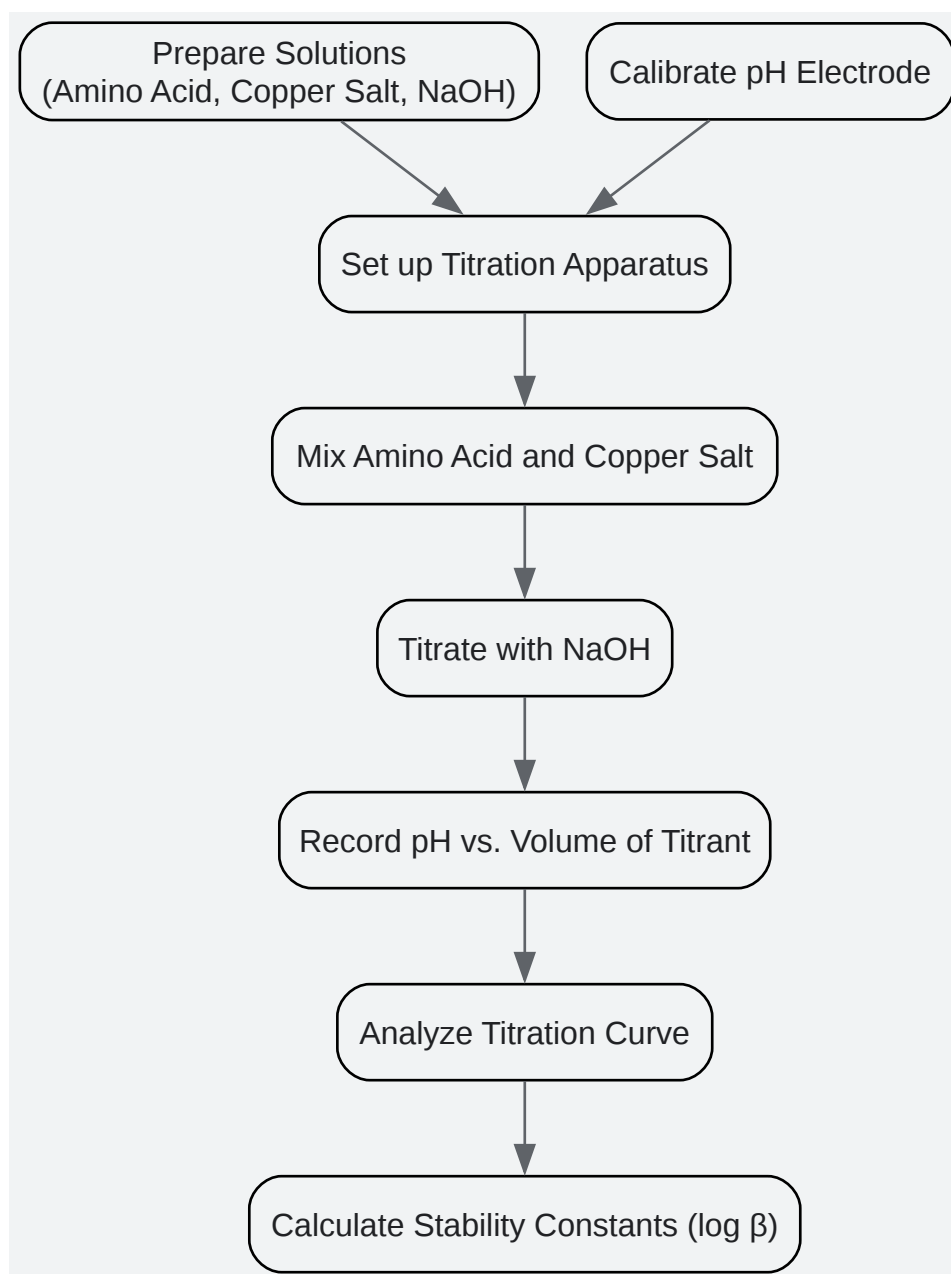 Prepare Solutions
(Amino Acid, Copper Salt, NaOH)
Calibrate pH Electrode
Set up Titration Apparatus
Mix Amino Acid and Copper Salt
Titrate with NaOH
Record pH vs. Volume of Titrant
Analyze Titration Curve
Calculate Stability Constants (log β)